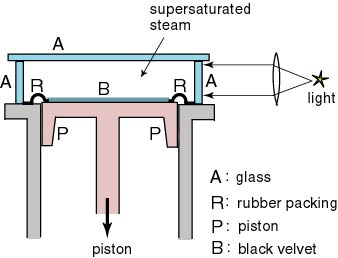 supersaturated
steam
A
A
R
B
R
A
P
P
light
piston
A: glass
R: rubber packing
P: piston
B: black velvet